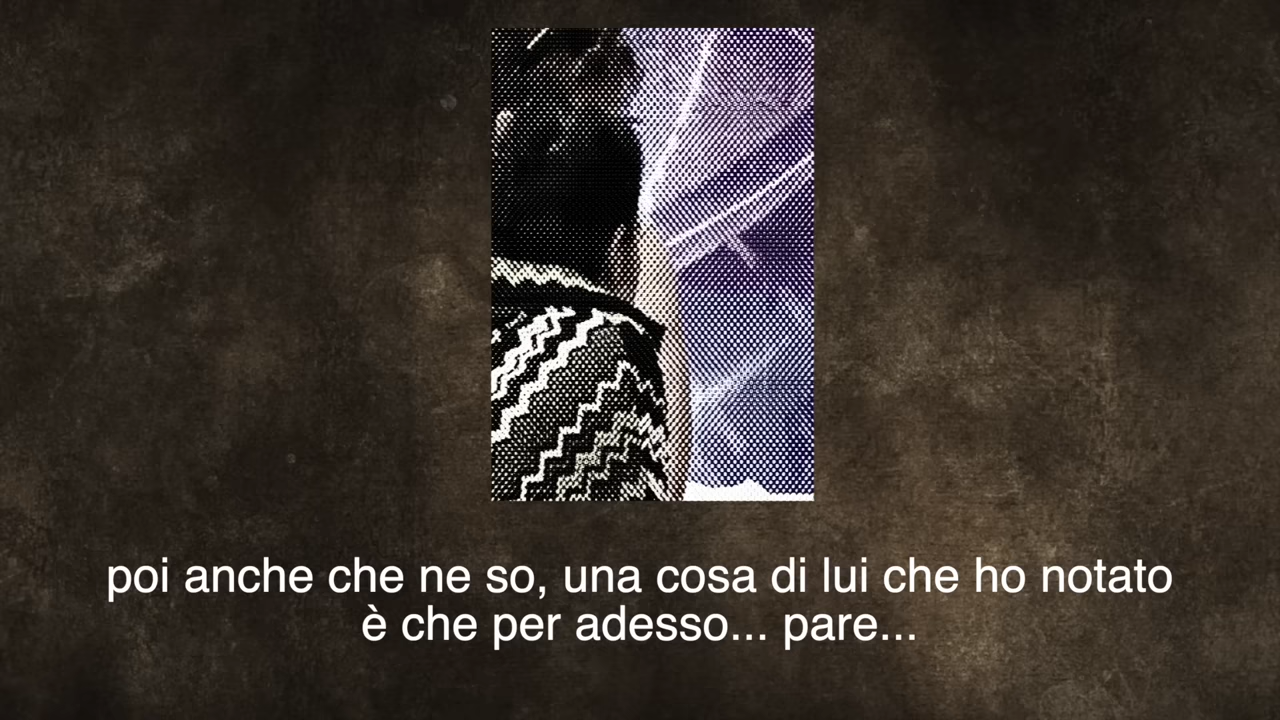 poi anche che ne so, una cosa di lui che ho notato
è che per adesso... pare...